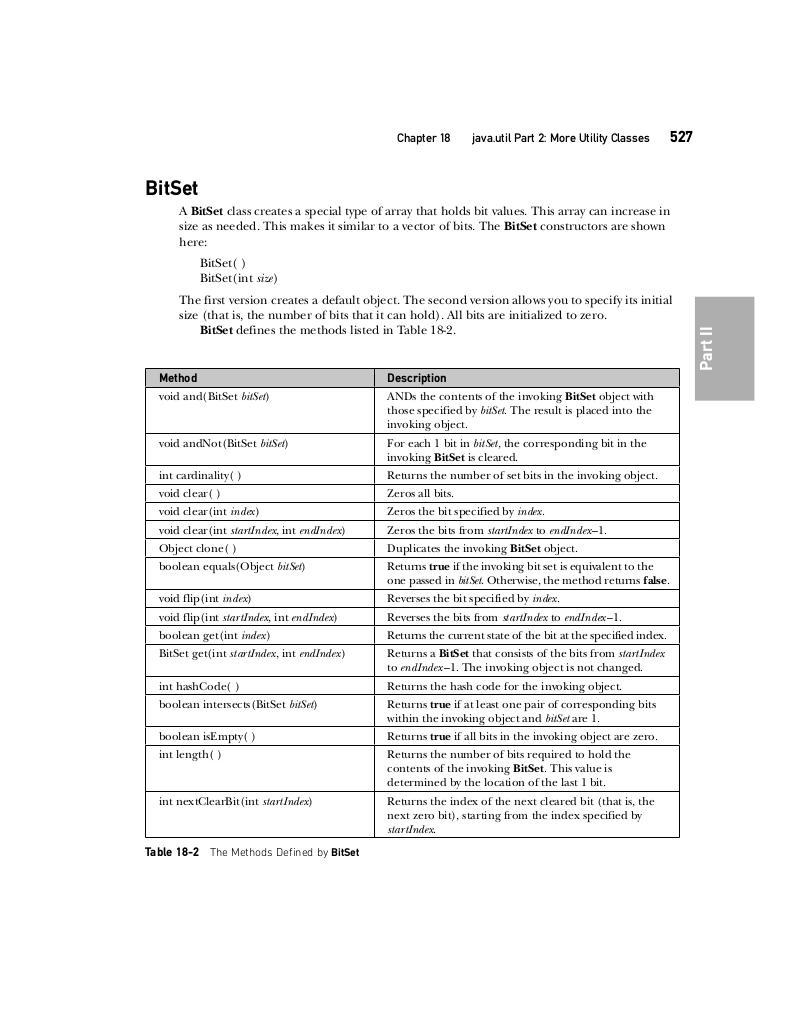 Chapter 18 java.util Part 2: More Utility Classes 527
BitSet
A BitSet class creates a special type of array that holds bit values. This array can increase in
size as needed. This makes it similar to a vector of bits. The BitSet constructors are shown
here:
BitSet( )
BitSet(int size)
The first version creates a default object. The second version allows you to specify its initial
size (that is, the number of bits that it can hold). All bits are initialized to zero.
BitSet defines the methods listed in Table 18-2.
Part II
Method Description
void and(BitSet bitSet) ANDs the contents of the invoking BitSet object with
those specified by bitSet. The result is placed into the
invoking object.
void andNot(BitSet bitSet) For each 1 bit in bitSet, the corresponding bit in the
invoking BitSet is cleared.
int cardinality( ) Returns the number of set bits in the invoking object.
void clear( ) Zeros all bits.
void clear(int index) Zeros the bit specified by index.
void clear(int startIndex, int endIndex) Zeros the bits from startIndex to endIndex–1.
Object clone( ) Duplicates the invoking BitSet object.
boolean equals(Object bitSet) Returns true if the invoking bit set is equivalent to the
one passed in bitSet. Otherwise, the method returns false.
void flip(int index) Reverses the bit specified by index.
void flip(int startIndex, int endIndex) Reverses the bits from startIndex to endIndex–1.
boolean get(int index) Returns the current state of the bit at the specified index.
BitSet get(int startIndex, int endIndex) Returns a BitSet that consists of the bits from startIndex
to endIndex–1. The invoking object is not changed.
int hashCode( ) Returns the hash code for the invoking object.
boolean intersects(BitSet bitSet) Returns true if at least one pair of corresponding bits
within the invoking object and bitSet are 1.
boolean isEmpty( ) Returns true if all bits in the invoking object are zero.
int length( ) Returns the number of bits required to hold the
contents of the invoking BitSet. This value is
determined by the location of the last 1 bit.
int nextClearBit(int startIndex) Returns the index of the next cleared bit (that is, the
next zero bit), starting from the index specified by
startIndex.
Table 18-2 The Methods Defined by BitSet